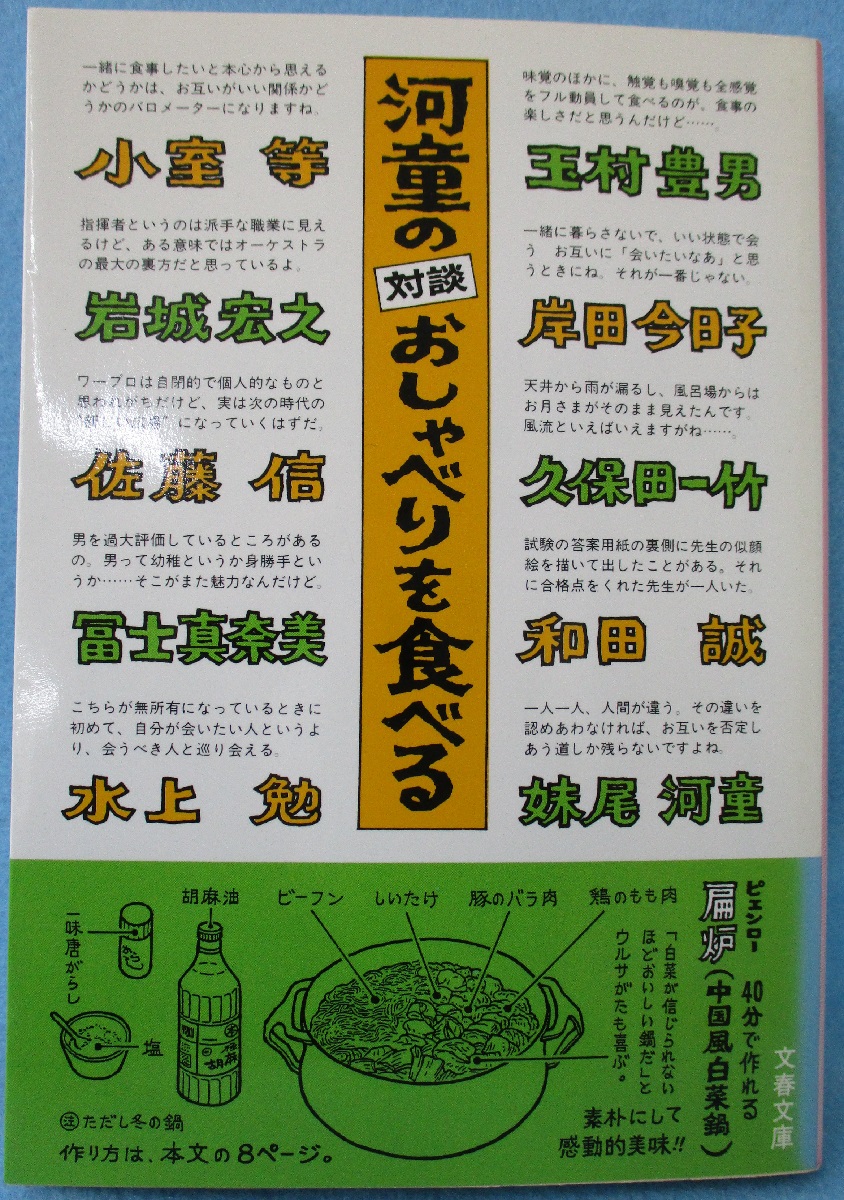 河童の
対談
おしゃべりを食べる
味覚のほかに、触覚も嗅覚も全感覚
をフル動員して食べるのが。食事の
楽しさだと思うんだけど……。
玉村豊男
一緒に暮らさないで、いい状態で会
う お互いに「会いたいなあ」と思
うときにね。それが一番じゃない。
岸田今日子
天井から雨が漏るし、風呂場からは
お月さまがそのまま見えたんです。
風流といえばいえますがね……。
久保田一竹
試験の答案用紙の裏側に先生の似顔
絵を描いて出したことがある。それ
に合格点をくれた先生が一人いた。
和田 誠
一人一人、人間が違う。その違いを
認めあわなければ、お互いを否定し
あう道しか残らないですよね。
妹尾河童
一緒に食事したいと本心から思える
かどうかは、お互いがいい関係かど
うかのバロメーターになりますね。
小室 等
指揮者というのは派手な職業に見え
るけど、ある意味ではオーケストラ
の最大の裏方だと思っているよ。
岩城宏之
ワープロは自閉的で個人的なものと
思われがちだけど、実は次の時代の
になっていくはずだ。
佐藤 信
男を過大評価しているところがある
の。男って幼稚というか身勝手とい
うか……そこがまた魅力なんだけど。
冨士真奈美
こちらが無所有になっているときに
初めて、自分が会いたい人というよ
り、会うべき人と巡り会える。
水上 勉
ピェンロー
扁炉(中国風白菜鍋)
40分で作れる
「白菜が信じられない
ほどおいしい鍋だ」と
ウルサがたも喜ぶ。
素朴にして
感動的美味!!
鶏のもも肉
豚のバラ肉
しいたけ
ビーフン
胡麻油
一味唐がらし
塩
注ただし冬の鍋
作り方は、本文の8ページ。
文春文庫